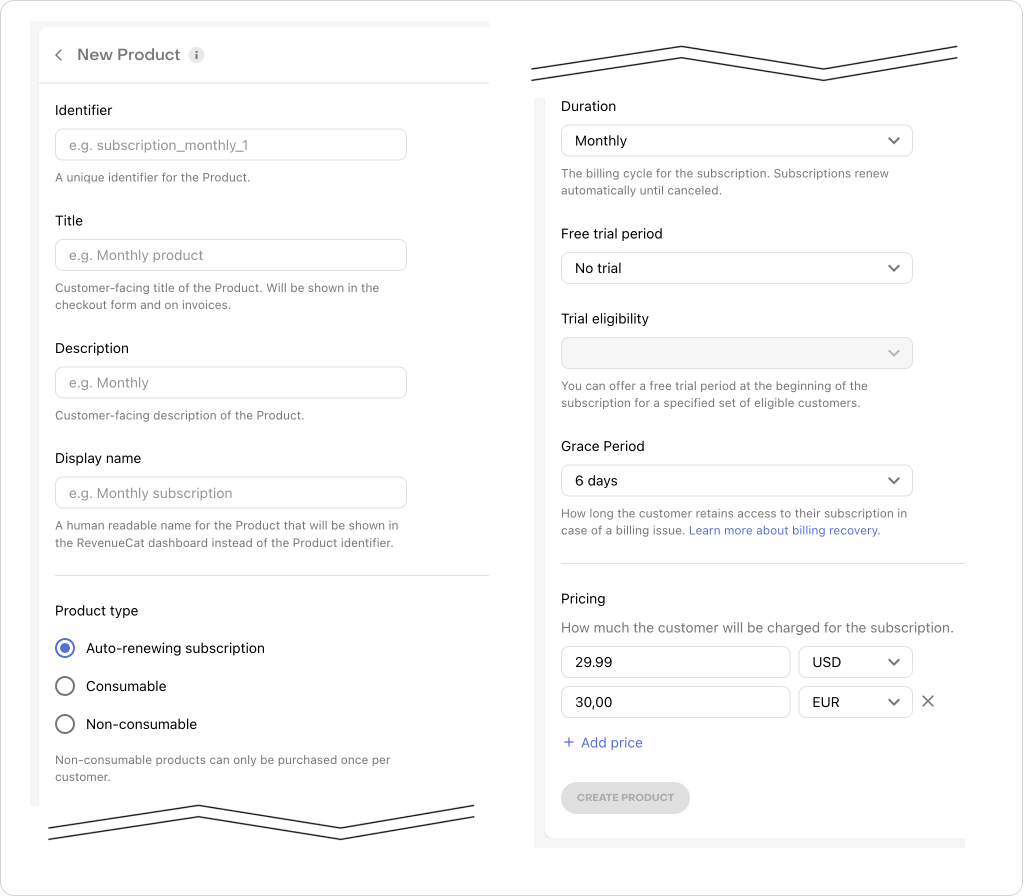 New Product
Identifier
e.g. subscription_monthly_1
A unique identifier for the Product.
Title
e.g. Monthly product
Customer-facing title of the Product. Will be shown in the
checkout form and on invoices.
Description
e.g. Monthly
Customer-facing description of the Product.
Display name
e.g. Monthly subscription
A human readable name for the Product that will be shown in
the RevenueCat dashboard instead of the Product identifier.
Product type
Auto-renewing subscription
Consumable
Non-consumable
Non-consumable products can only be purchased once per
customer.
Duration
Monthly
The billing cycle for the subscription. Subscriptions renew
automatically until canceled.
Free trial period
No trial
Trial eligibility
You can offer a free trial period at the beginning of the
subscription for a specified set of eligible customers.
Grace Period
6 days
How long the customer retains access to their subscription in
case of a billing issue. Learn more about billing recovery.
Pricing
How much the customer will be charged for the subscription.
29.99 USD
30,00 EUR
+ Add price
CREATE PRODUCT